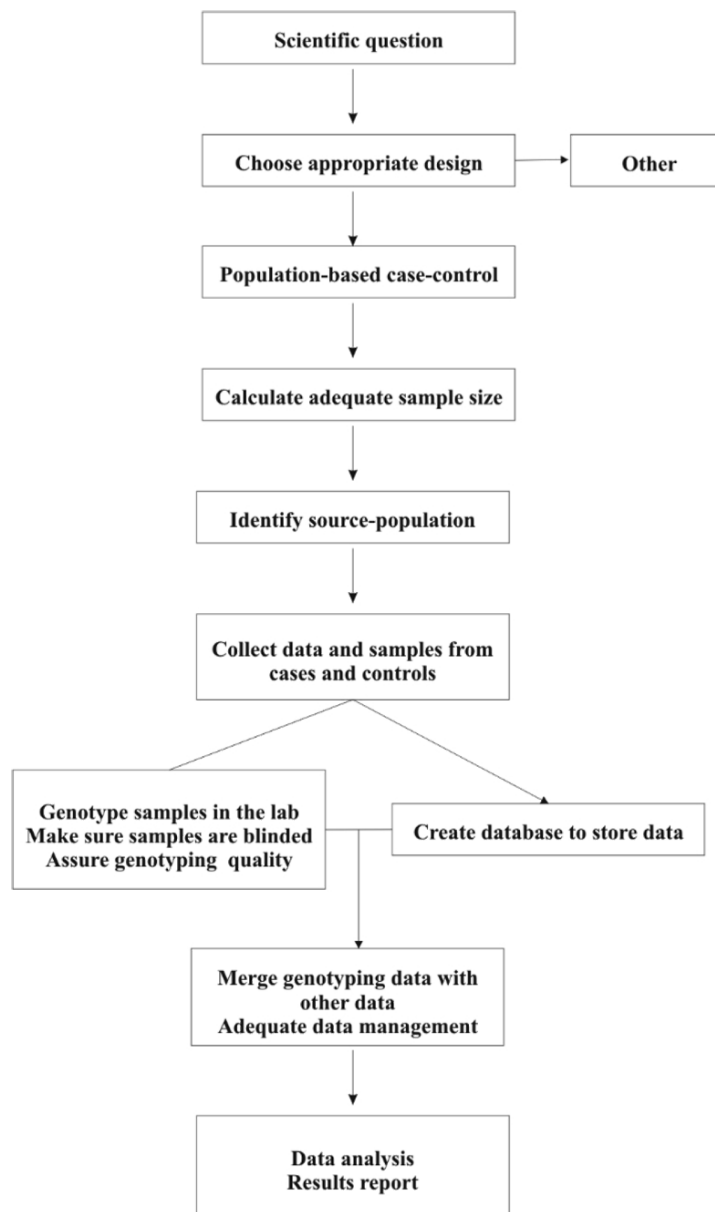 Scientific question
Choose appropriate design
Other
Population-based case-control
Calculate adequate sample size
Identify source-population
Collect data and samples from
cases and controls
Genotype samples in the lab
Make sure samples are blinded
Assure genotyping quality
Create database to store data
Merge genotyping data with
other data
Adequate data management
Data analysis
Results report